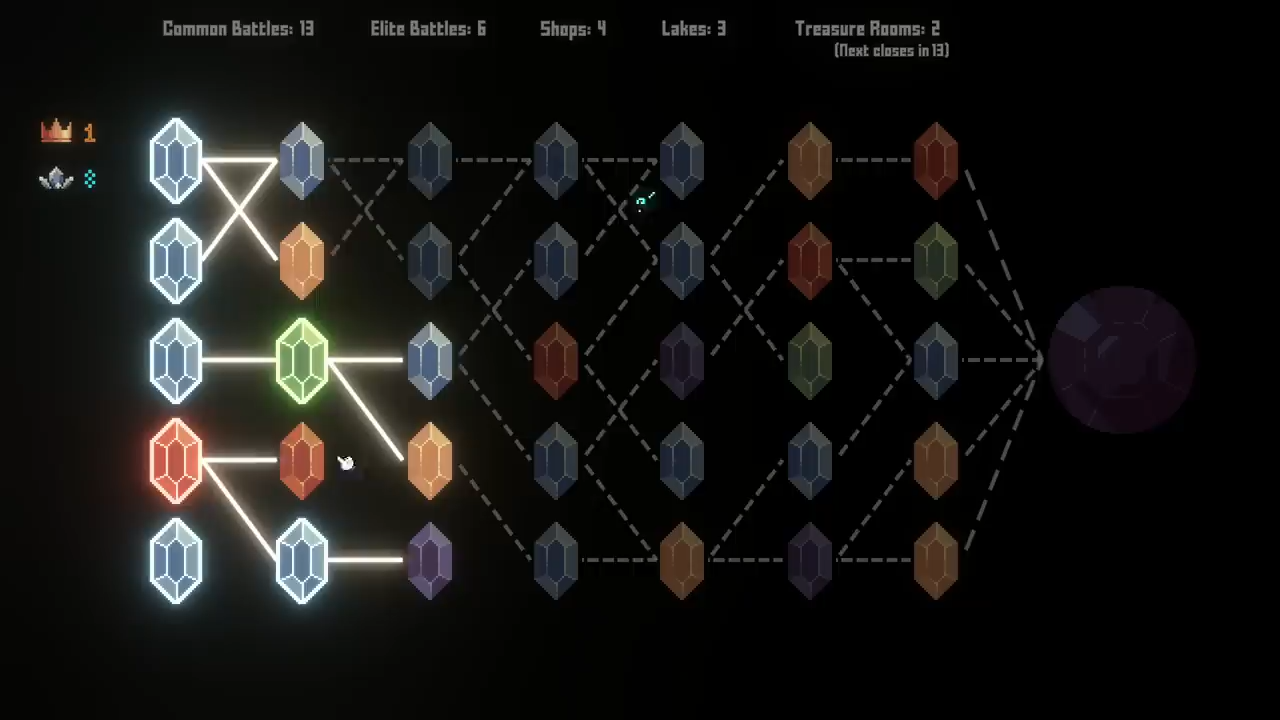 Common Battles: 13
Elite Battles: 6
Shops: 4
Lakes: 3
Treasure Rooms: 2
(Next closes in 13)
1
8